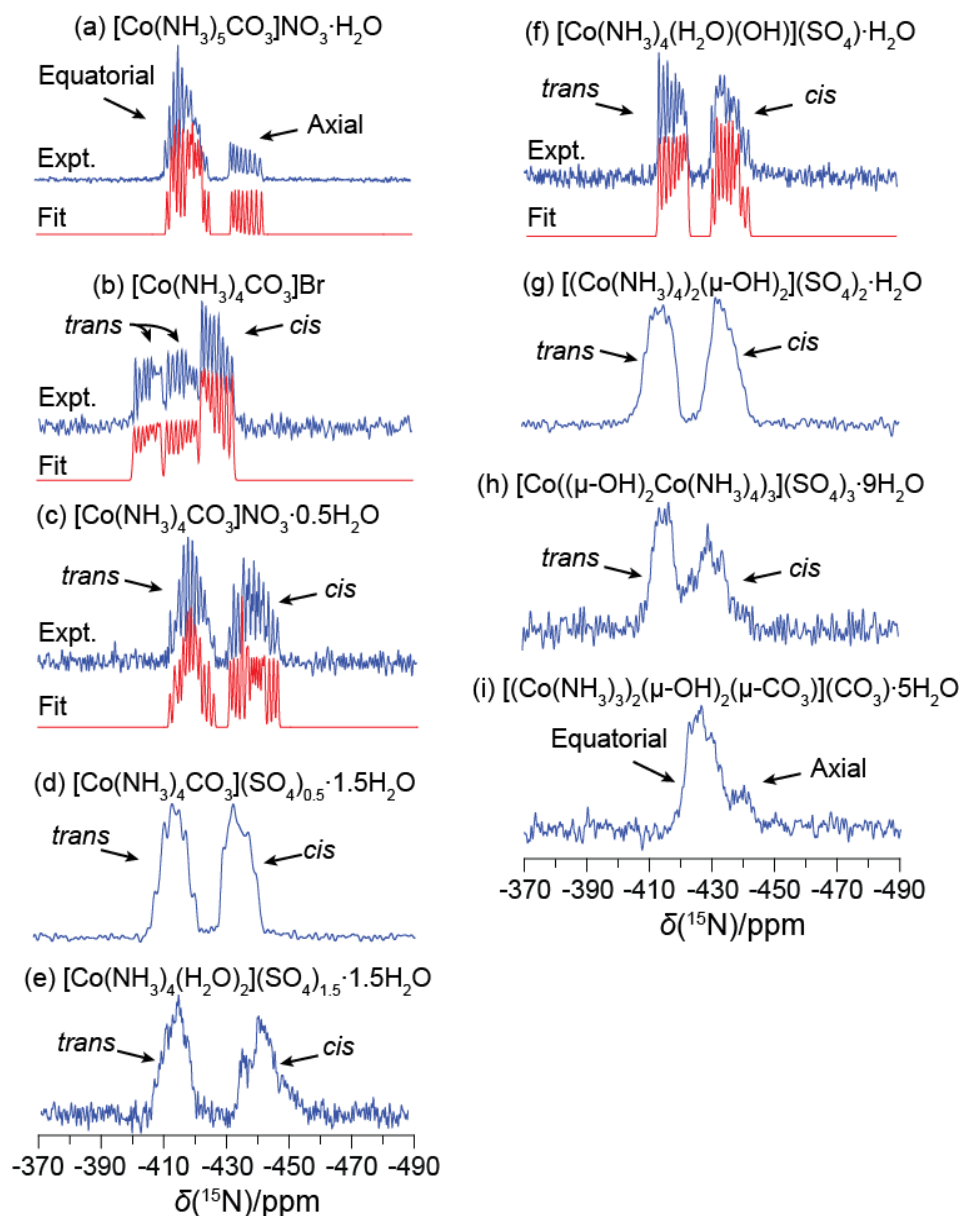 (a) [Co(NH₃)₅CO₃]NO₃·H₂O
Equatorial
Axial
Expt.
Fit
(b) [Co(NH₃)₄CO₃]Br
trans
cis
Expt.
Fit
(c) [Co(NH₃)₄CO₃]NO₃·0.5H₂O
trans
cis
Expt.
Fit
(d) [Co(NH₃)₄CO₃](SO₄)₀.₅·1.5H₂O
trans
cis
(e) [Co(NH₃)₄(H₂O)₂](SO₄)₁.₅·1.5H₂O
trans
cis
-370 -390 -410 -430 -450 -470 -490
δ(¹⁵N)/ppm
(f) [Co(NH₃)₄(H₂O)(OH)](SO₄)·H₂O
trans
cis
Expt.
Fit
(g) [(Co(NH₃)₄)₂(μ-OH)₂](SO₄)₂·H₂O
trans
cis
(h) [Co((μ-OH)₂Co(NH₃)₄)₃](SO₄)₃·9H₂O
trans
cis
(i) [(Co(NH₃)₃)₂(μ-OH)₂(μ-CO₃)](CO₃)·5H₂O
Equatorial
Axial
-370 -390 -410 -430 -450 -470 -490
δ(¹⁵N)/ppm